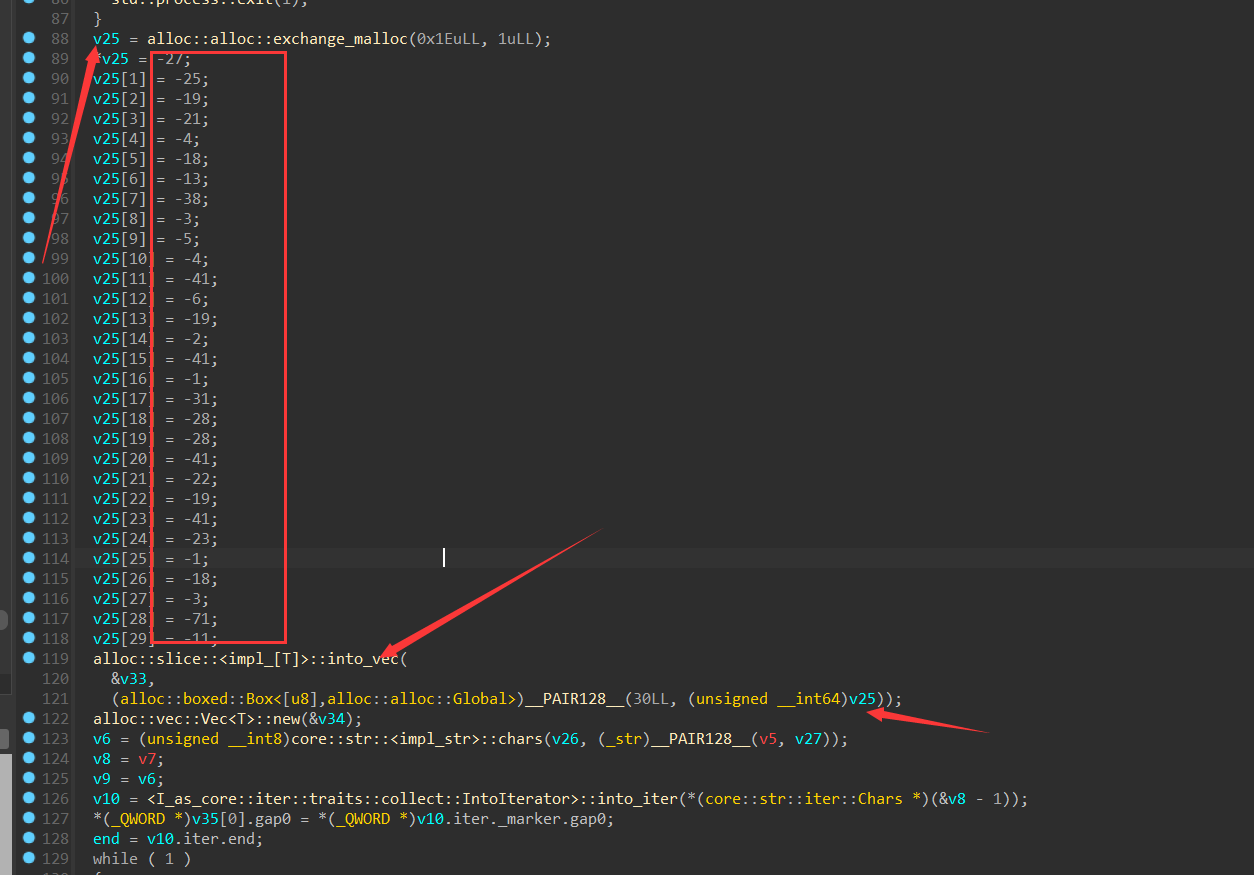 87 }
88 v25 = alloc::alloc::exchange_malloc(0x1EuLL, 1uLL);
89 *v25 = -27;
90 v25[1] = -25;
91 v25[2] = -19;
92 v25[3] = -21;
93 v25[4] = -4;
94 v25[5] = -18;
95 v25[6] = -13;
96 v25[7] = -38;
97 v25[8] = -3;
98 v25[9] = -5;
99 v25[10] = -4;
100 v25[11] = -41;
101 v25[12] = -6;
102 v25[13] = -19;
103 v25[14] = -2;
104 v25[15] = -41;
105 v25[16] = -1;
106 v25[17] = -31;
107 v25[18] = -28;
108 v25[19] = -28;
109 v25[20] = -41;
110 v25[21] = -22;
111 v25[22] = -19;
112 v25[23] = -41;
113 v25[24] = -23;
114 v25[25] = -1;
115 v25[26] = -18;
116 v25[27] = -3;
117 v25[28] = -71;
118 v25[29] = -11;
119 alloc::slice::<impl_[T]>::into_vec(
120 &v33,
121 (alloc::boxed::Box<[u8],alloc::alloc::Global>)__PAIR128__(30LL, (unsigned __int64)v25));
122 alloc::vec::Vec<T>::new(&v34);
123 v6 = (unsigned __int8)core::str::<impl_str>::chars(v26, (_str)__PAIR128__(v5, v27));
124 v8 = v7;
125 v9 = v6;
126 v10 = <I_as_core::iter::traits::collect::IntoIterator>::into_iter(*(core::str::iter::Chars *)(&v8 - 1));
127 *(_QWORD *)v35[0].gap0 = *(_QWORD *)v10.iter._marker.gap0;
128 end = v10.iter.end;
129 while ( 1 )